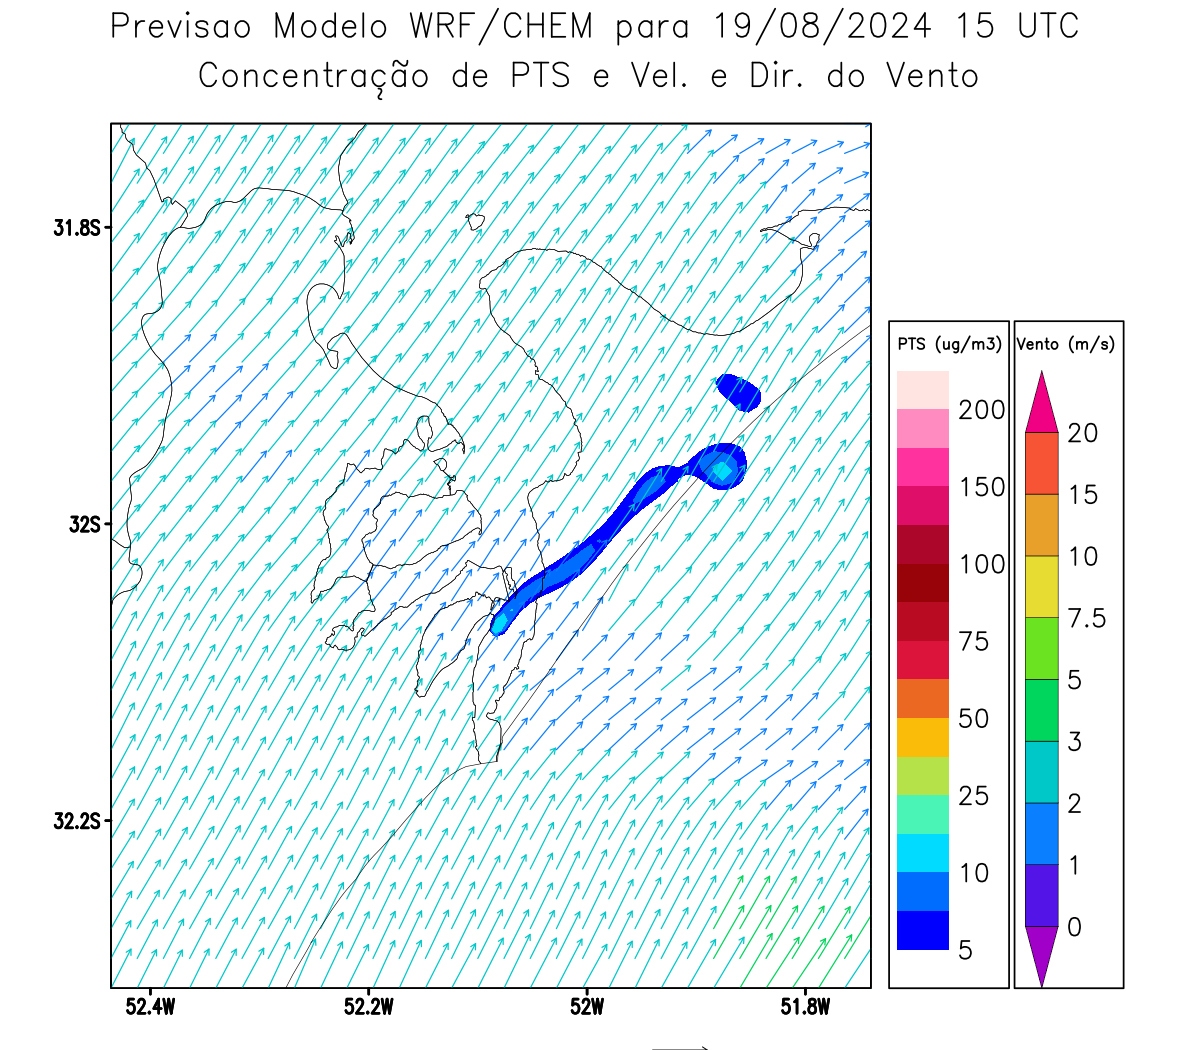 Previsao Modelo WRF/CHEM para 19/08/2024 15 UTC
Concentração de PTS e Vel. e Dir. do Vento
31.8S
32S
32.2S
52.4W 52.2W 52W 51.8W
PTS (ug/m3)
200
150
100
75
50
25
10
5
Vento (m/s)
20
15
10
7.5
5
3
2
1
0